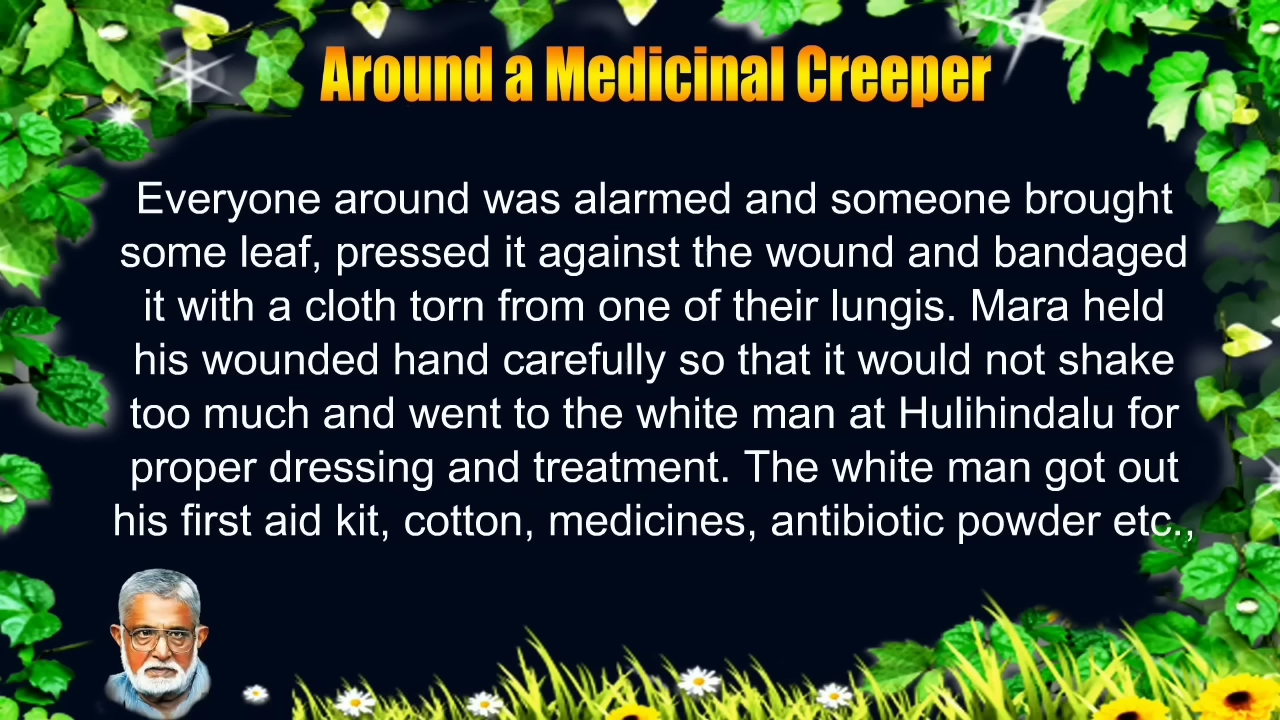 Around a Medicinal Creeper
Everyone around was alarmed and someone brought
some leaf, pressed it against the wound and bandaged
it with a cloth torn from one of their lungis. Mara held
his wounded hand carefully so that it would not shake
too much and went to the white man at Hulihindalu for
proper dressing and treatment. The white man got out
his first aid kit, cotton, medicines, antibiotic powder etc.,